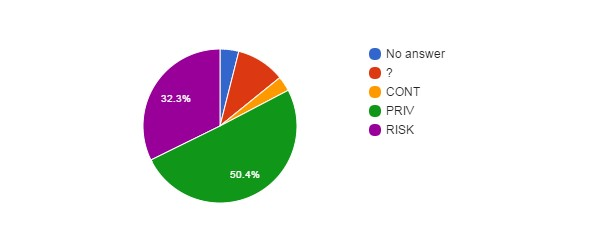 No answer
?
CONT
PRIV
RISK
32.3%
50.4%